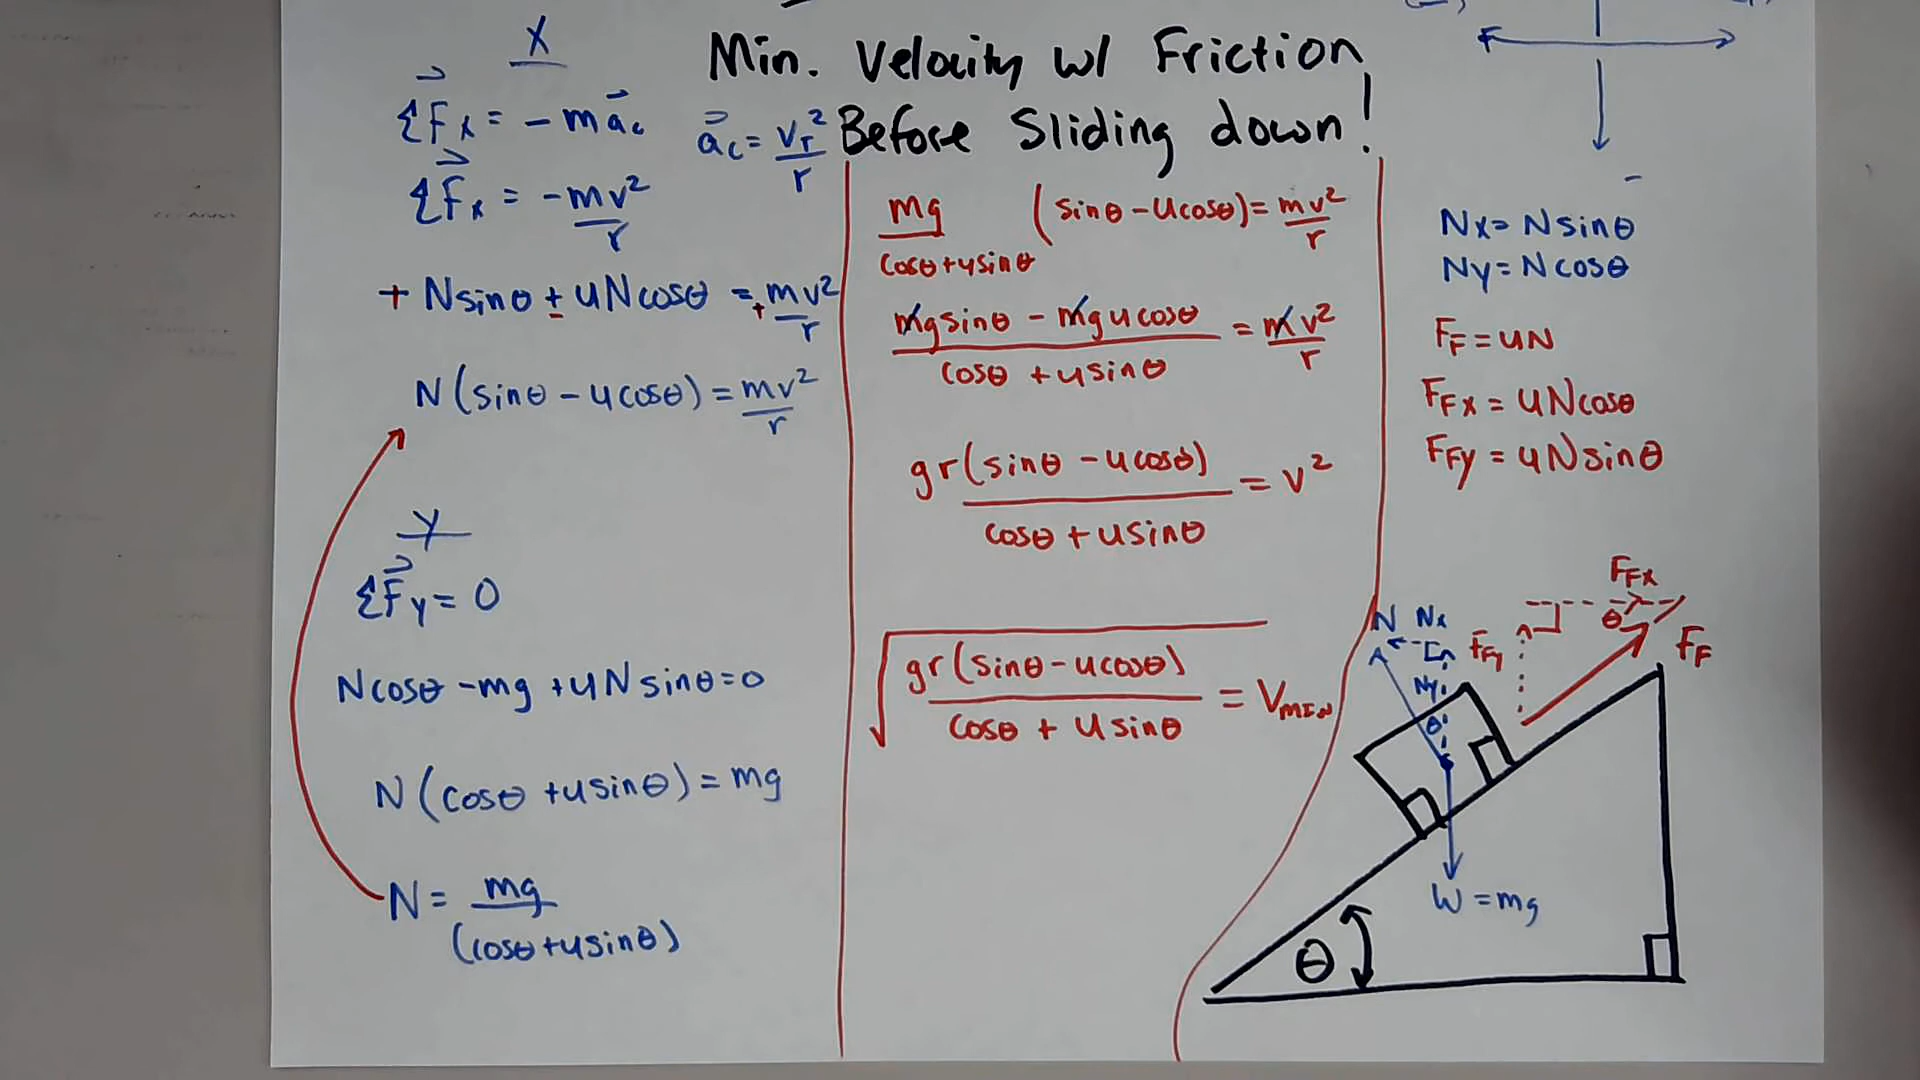 Min. Velocity w/ Friction
Before Sliding down!
X
ΣFx = -mac
ac = vT²/r
ΣFx = -mv²/r
+ Nsinθ ± uNcosθ = + mv²/r
N(sinθ - ucosθ) = mv²/r
Y
ΣFy = 0
Ncosθ - mg + uNsinθ = 0
N(cosθ + usinθ) = mg
N = mg/(cosθ + usinθ)
mg/cosθ+usinθ (sinθ - ucosθ) = mv²/r
mgsinθ - mgucosθ/cosθ + usinθ = mv²/r
gr(sinθ - ucosθ)/cosθ + usinθ = v²
√gr(sinθ - ucosθ)/cosθ + usinθ = VMIN
F
Nx = Nsinθ
Ny = Ncosθ
FF = uN
FFx = uNcosθ
FFy = uNsinθ
FFx
θ
N Nx
FFy
FF
Ny
θ
W = mg
θ